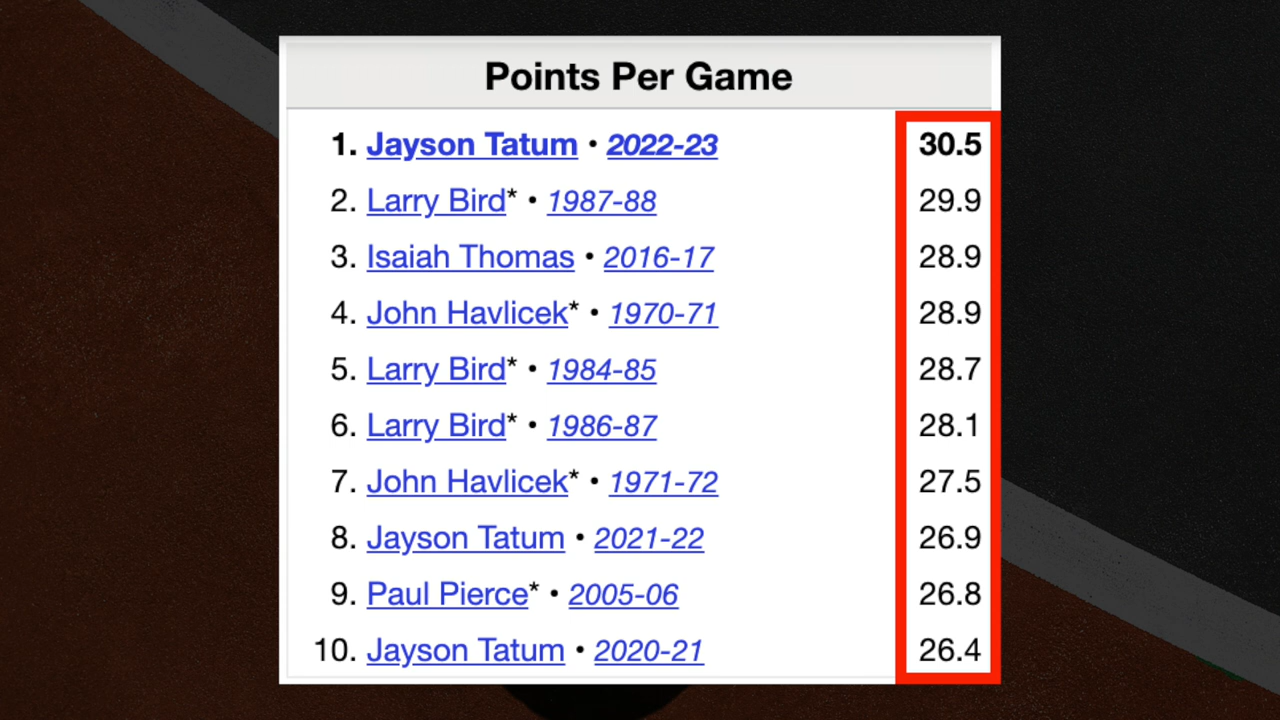 Points Per Game
1. Jayson Tatum • 2022-23 30.5
2. Larry Bird* • 1987-88 29.9
3. Isaiah Thomas • 2016-17 28.9
4. John Havlicek* • 1970-71 28.9
5. Larry Bird* • 1984-85 28.7
6. Larry Bird* • 1986-87 28.1
7. John Havlicek* • 1971-72 27.5
8. Jayson Tatum • 2021-22 26.9
9. Paul Pierce* • 2005-06 26.8
10. Jayson Tatum • 2020-21 26.4